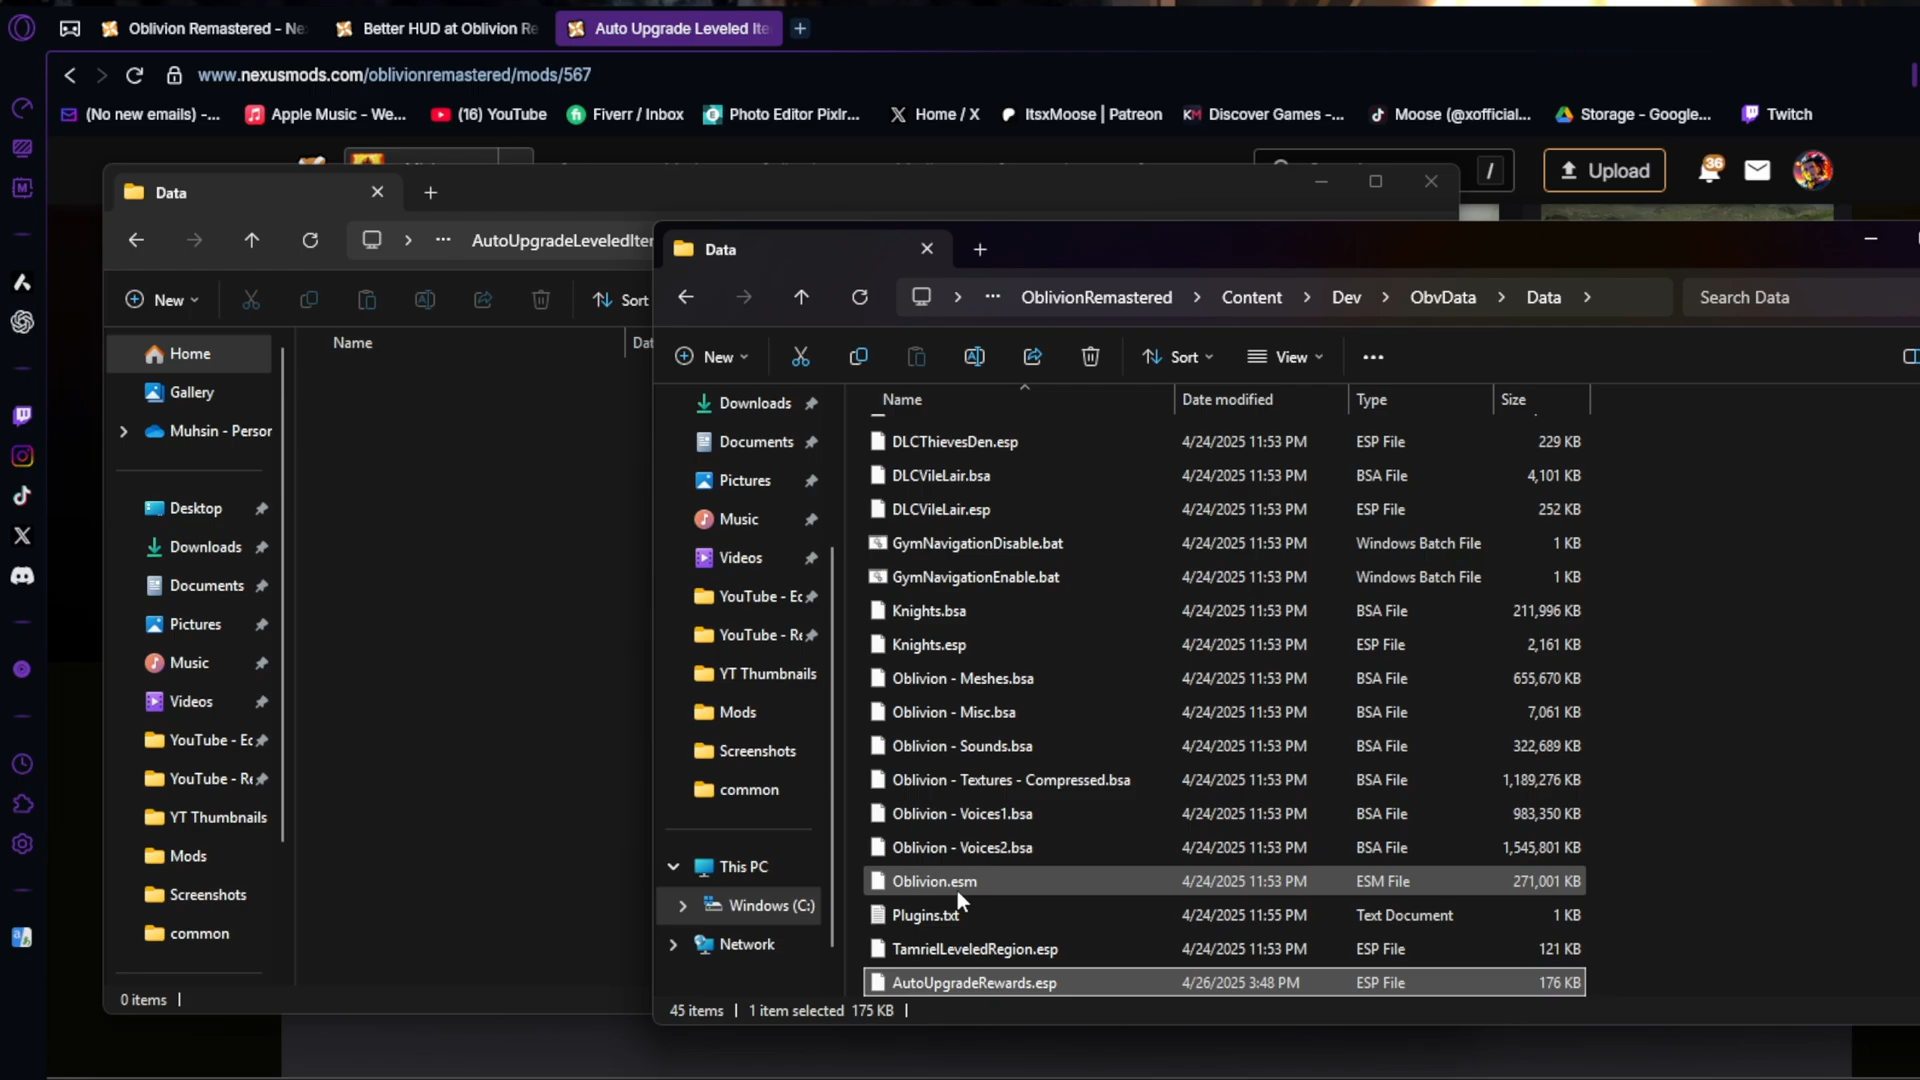 Oblivion Remastered - Ne
Better HUD at Oblivion Re
Auto Upgrade Leveled Ite
www.nexusmods.com/oblivionremastered/mods/567
(No new emails) -...
Apple Music - We...
(16) YouTube
Fiverr / Inbox
Photo Editor Pixlr...
Home / X
ItsxMoose | Patreon
KM Discover Games -...
Moose (@xofficial...
Storage - Google...
Twitch
/
Upload
36
Data
AutoUpgradeLeveledIter
New
Sort
Name
Dat
Home
Gallery
Muhsin - Persor
Desktop
Downloads
Documents
Pictures
Music
Videos
YouTube - Ec
YouTube - Re
YT Thumbnails
Mods
Screenshots
common
0 items
Data
OblivionRemastered > Content > Dev > ObvData > Data >
Search Data
New
Sort
View
Downloads
Documents
Pictures
Music
Videos
YouTube - Ec
YouTube - Re
YT Thumbnails
Mods
Screenshots
common
This PC
Windows (C:)
Network
Name Date modified Type Size
DLCThievesDen.esp 4/24/2025 11:53 PM ESP File 229 KB
DLCVileLair.bsa 4/24/2025 11:53 PM BSA File 4,101 KB
DLCVileLair.esp 4/24/2025 11:53 PM ESP File 252 KB
GymNavigationDisable.bat 4/24/2025 11:53 PM Windows Batch File 1 KB
GymNavigationEnable.bat 4/24/2025 11:53 PM Windows Batch File 1 KB
Knights.bsa 4/24/2025 11:53 PM BSA File 211,996 KB
Knights.esp 4/24/2025 11:53 PM ESP File 2,161 KB
Oblivion - Meshes.bsa 4/24/2025 11:53 PM BSA File 655,670 KB
Oblivion - Misc.bsa 4/24/2025 11:53 PM BSA File 7,061 KB
Oblivion - Sounds.bsa 4/24/2025 11:53 PM BSA File 322,689 KB
Oblivion - Textures - Compressed.bsa 4/24/2025 11:53 PM BSA File 1,189,276 KB
Oblivion - Voices1.bsa 4/24/2025 11:53 PM BSA File 983,350 KB
Oblivion - Voices2.bsa 4/24/2025 11:53 PM BSA File 1,545,801 KB
Oblivion.esm 4/24/2025 11:53 PM ESM File 271,001 KB
Plugins.txt 4/24/2025 11:55 PM Text Document 1 KB
TamrielLeveledRegion.esp 4/24/2025 11:53 PM ESP File 121 KB
AutoUpgradeRewards.esp 4/26/2025 3:48 PM ESP File 176 KB
45 items | 1 item selected 175 KB |